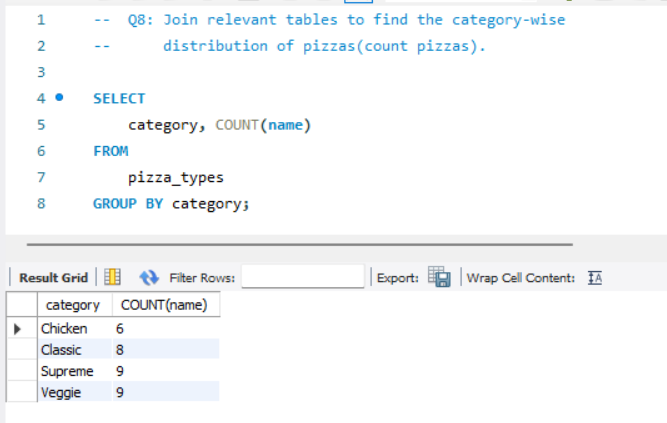 1 -- Q8: Join relevant tables to find the category-wise
2 -- distribution of pizzas(count pizzas).
3
4 SELECT
5 category, COUNT(name)
6 FROM
7 pizza_types
8 GROUP BY category;
Result Grid Filter Rows: Export: Wrap Cell Content:
category COUNT(name)
Chicken 6
Classic 8
Supreme 9
Veggie 9